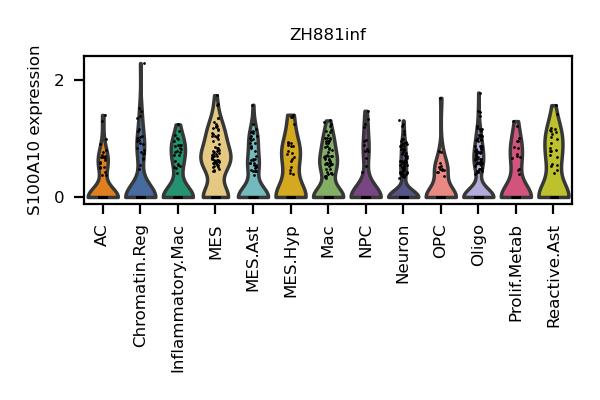 ZH881inf
S100A10 expression
2
0
AC
Chromatin.Reg
Inflammatory.Mac
MES
MES.Ast
MES.Hyp
Mac
NPC
Neuron
OPC
Oligo
Prolif.Metab
Reactive.Ast